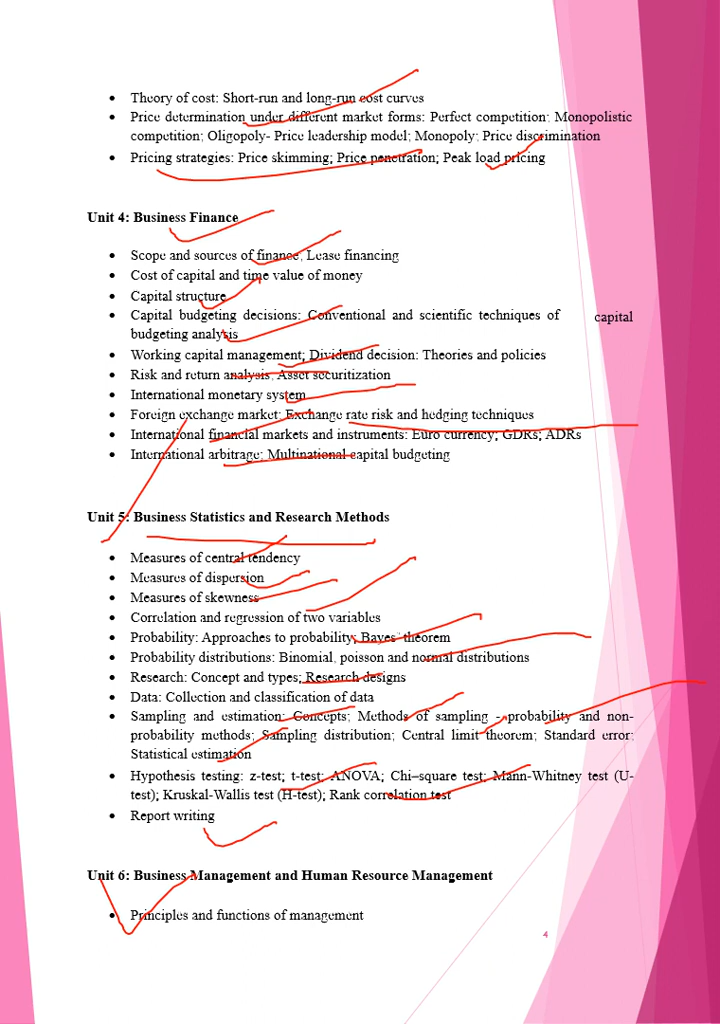 • Theory of cost: Short-run and long-run cost curves
• Price determination under different market forms: Perfect competition; Monopolistic
competition; Oligopoly- Price leadership model; Monopoly; Price discrimination
• Pricing strategies: Price skimming; Price penetration; Peak load pricing
Unit 4: Business Finance
• Scope and sources of finance; Lease financing
• Cost of capital and time value of money
• Capital structure
• Capital budgeting decisions: Conventional and scientific techniques of capital
budgeting analysis
• Working capital management; Dividend decision: Theories and policies
• Risk and return analysis; Asset securitization
• International monetary system
• Foreign exchange market; Exchange rate risk and hedging techniques
• International financial markets and instruments: Euro currency; GDRs; ADRs
• International arbitrage; Multinational capital budgeting
Unit 5: Business Statistics and Research Methods
• Measures of central tendency
• Measures of dispersion
• Measures of skewness
• Correlation and regression of two variables
• Probability: Approaches to probability; Bayes' theorem
• Probability distributions: Binomial, poisson and normal distributions
• Research: Concept and types; Research designs
• Data: Collection and classification of data
• Sampling and estimation: Concepts; Methods of sampling - probability and non-
probability methods; Sampling distribution; Central limit theorem; Standard error;
Statistical estimation
• Hypothesis testing: z-test; t-test; ANOVA; Chi–square test; Mann-Whitney test (U-
test); Kruskal-Wallis test (H-test); Rank correlation test
• Report writing
Unit 6: Business Management and Human Resource Management
• Principles and functions of management
4